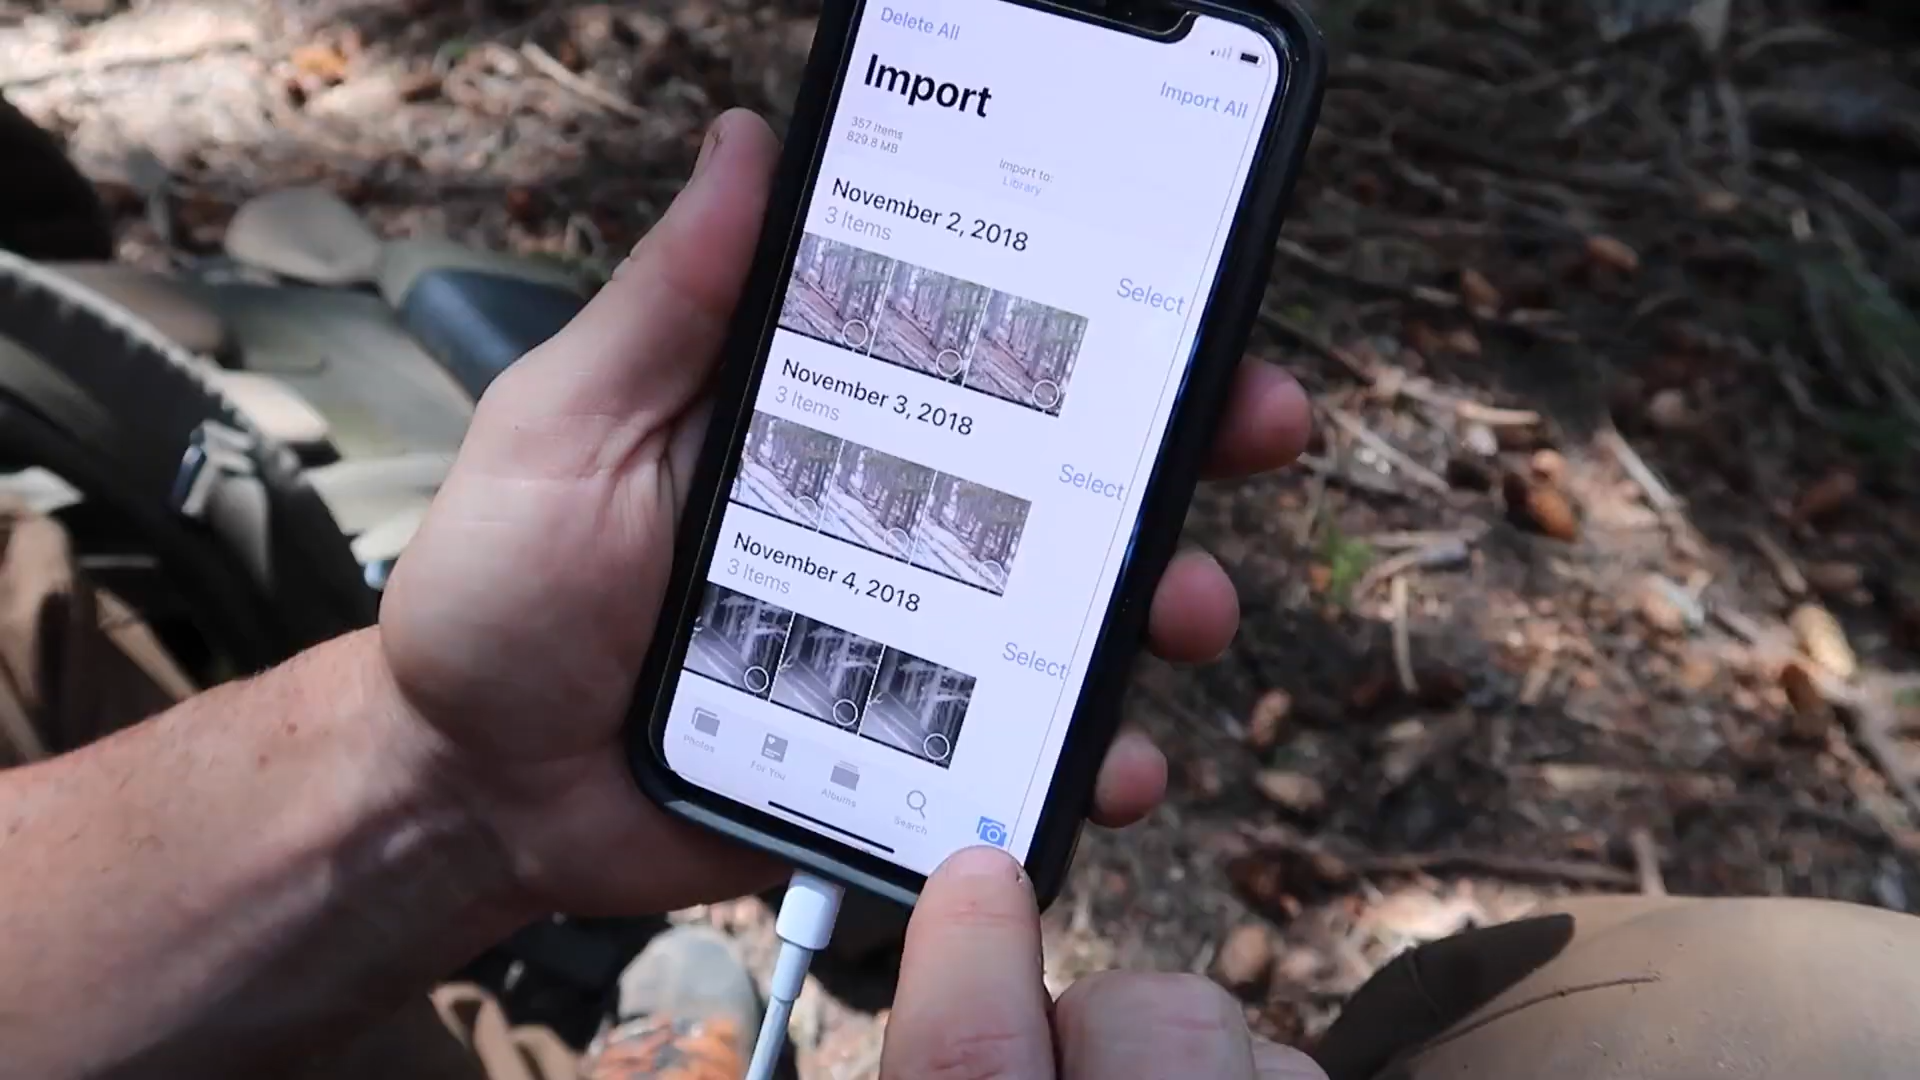 Delete All
Import All
Import
357 Items
829.8 MB
Import to:
Library
November 2, 2018
3 Items
Select
November 3, 2018
3 Items
Select
November 4, 2018
3 Items
Select
Photos
For You
Albums
Search